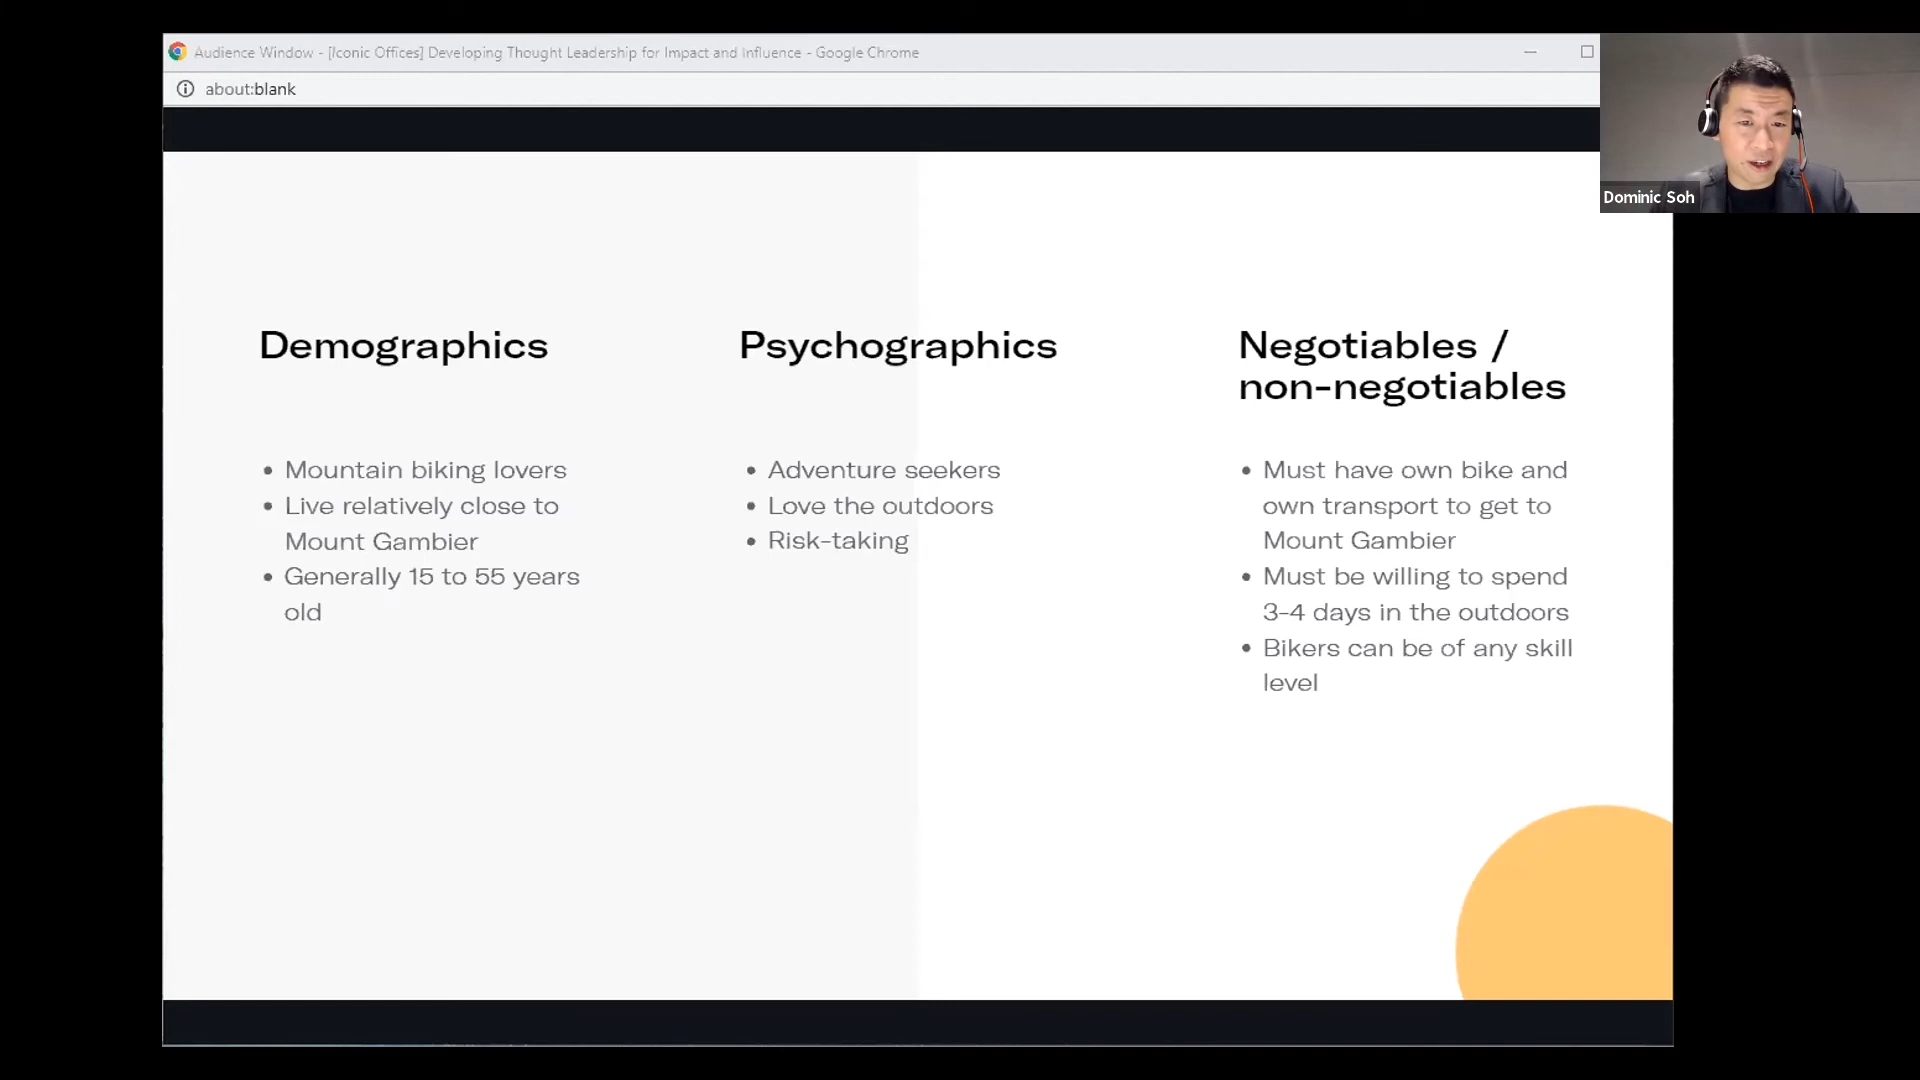 Audience Window - [Iconic Offices] Developing Thought Leadership for Impact and Influence - Google Chrome
about:blank
Dominic Soh
Demographics
Mountain biking lovers
Live relatively close to
Mount Gambier
Generally 15 to 55 years
old
Psychographics
Adventure seekers
Love the outdoors
Risk-taking
Negotiables /
non-negotiables
Must have own bike and
own transport to get to
Mount Gambier
Must be willing to spend
3-4 days in the outdoors
Bikers can be of any skill
level